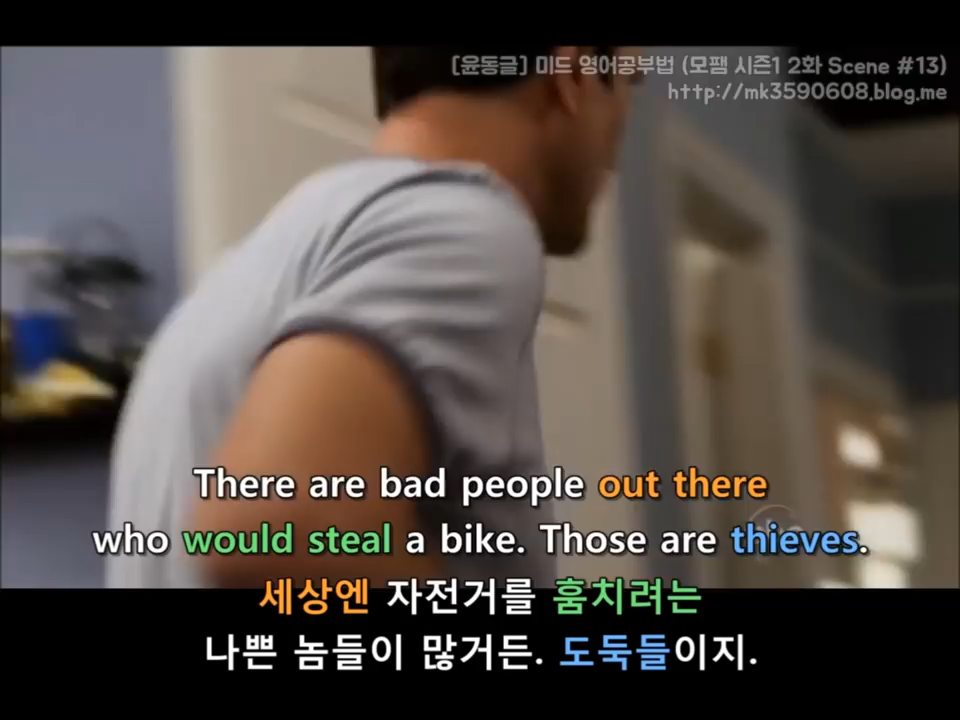 [윤동글] 미드 영어공부법 (모팸 시즌1 2화 Scene #13)
http://mk3590608.blog.me
There are bad people out there
who would steal a bike. Those are thieves.
세상엔 자전거를 훔치려는
나쁜 놈들이 많거든. 도둑들이지.